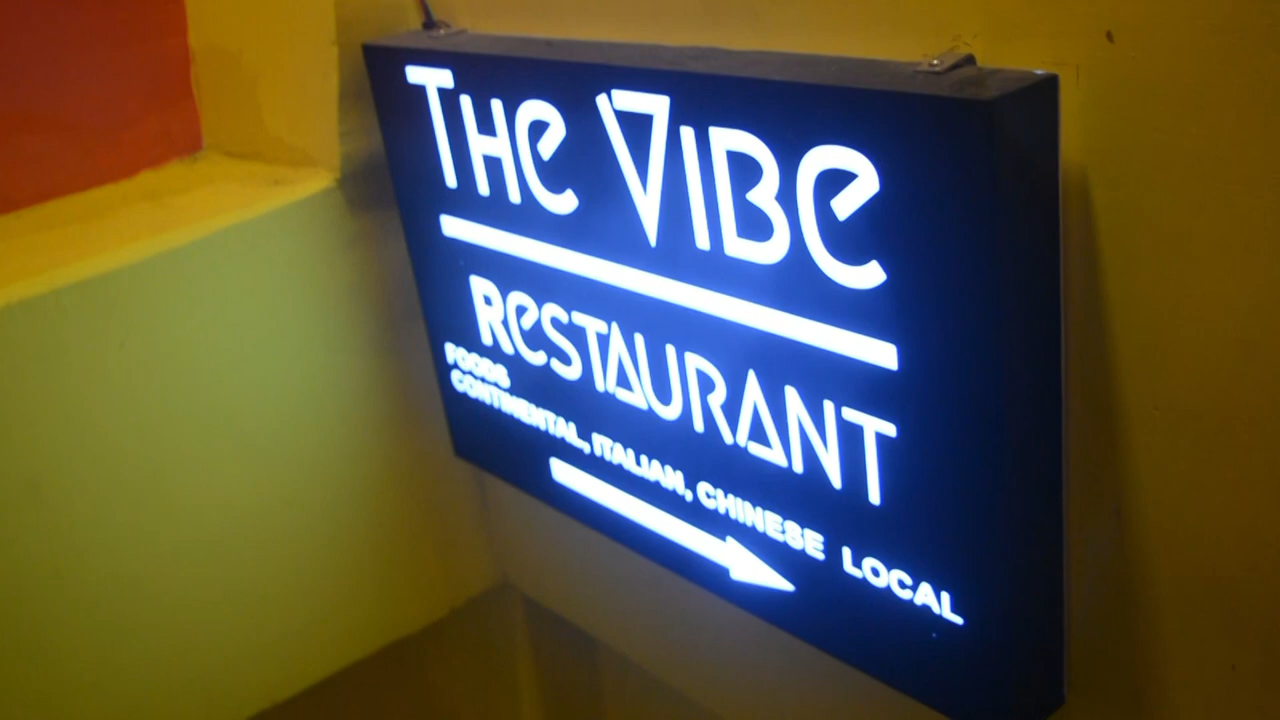 THe VIBe
ReSTAURANT
FOODS
CONTINENTAL, ITALIAN, CHINESE LOCAL